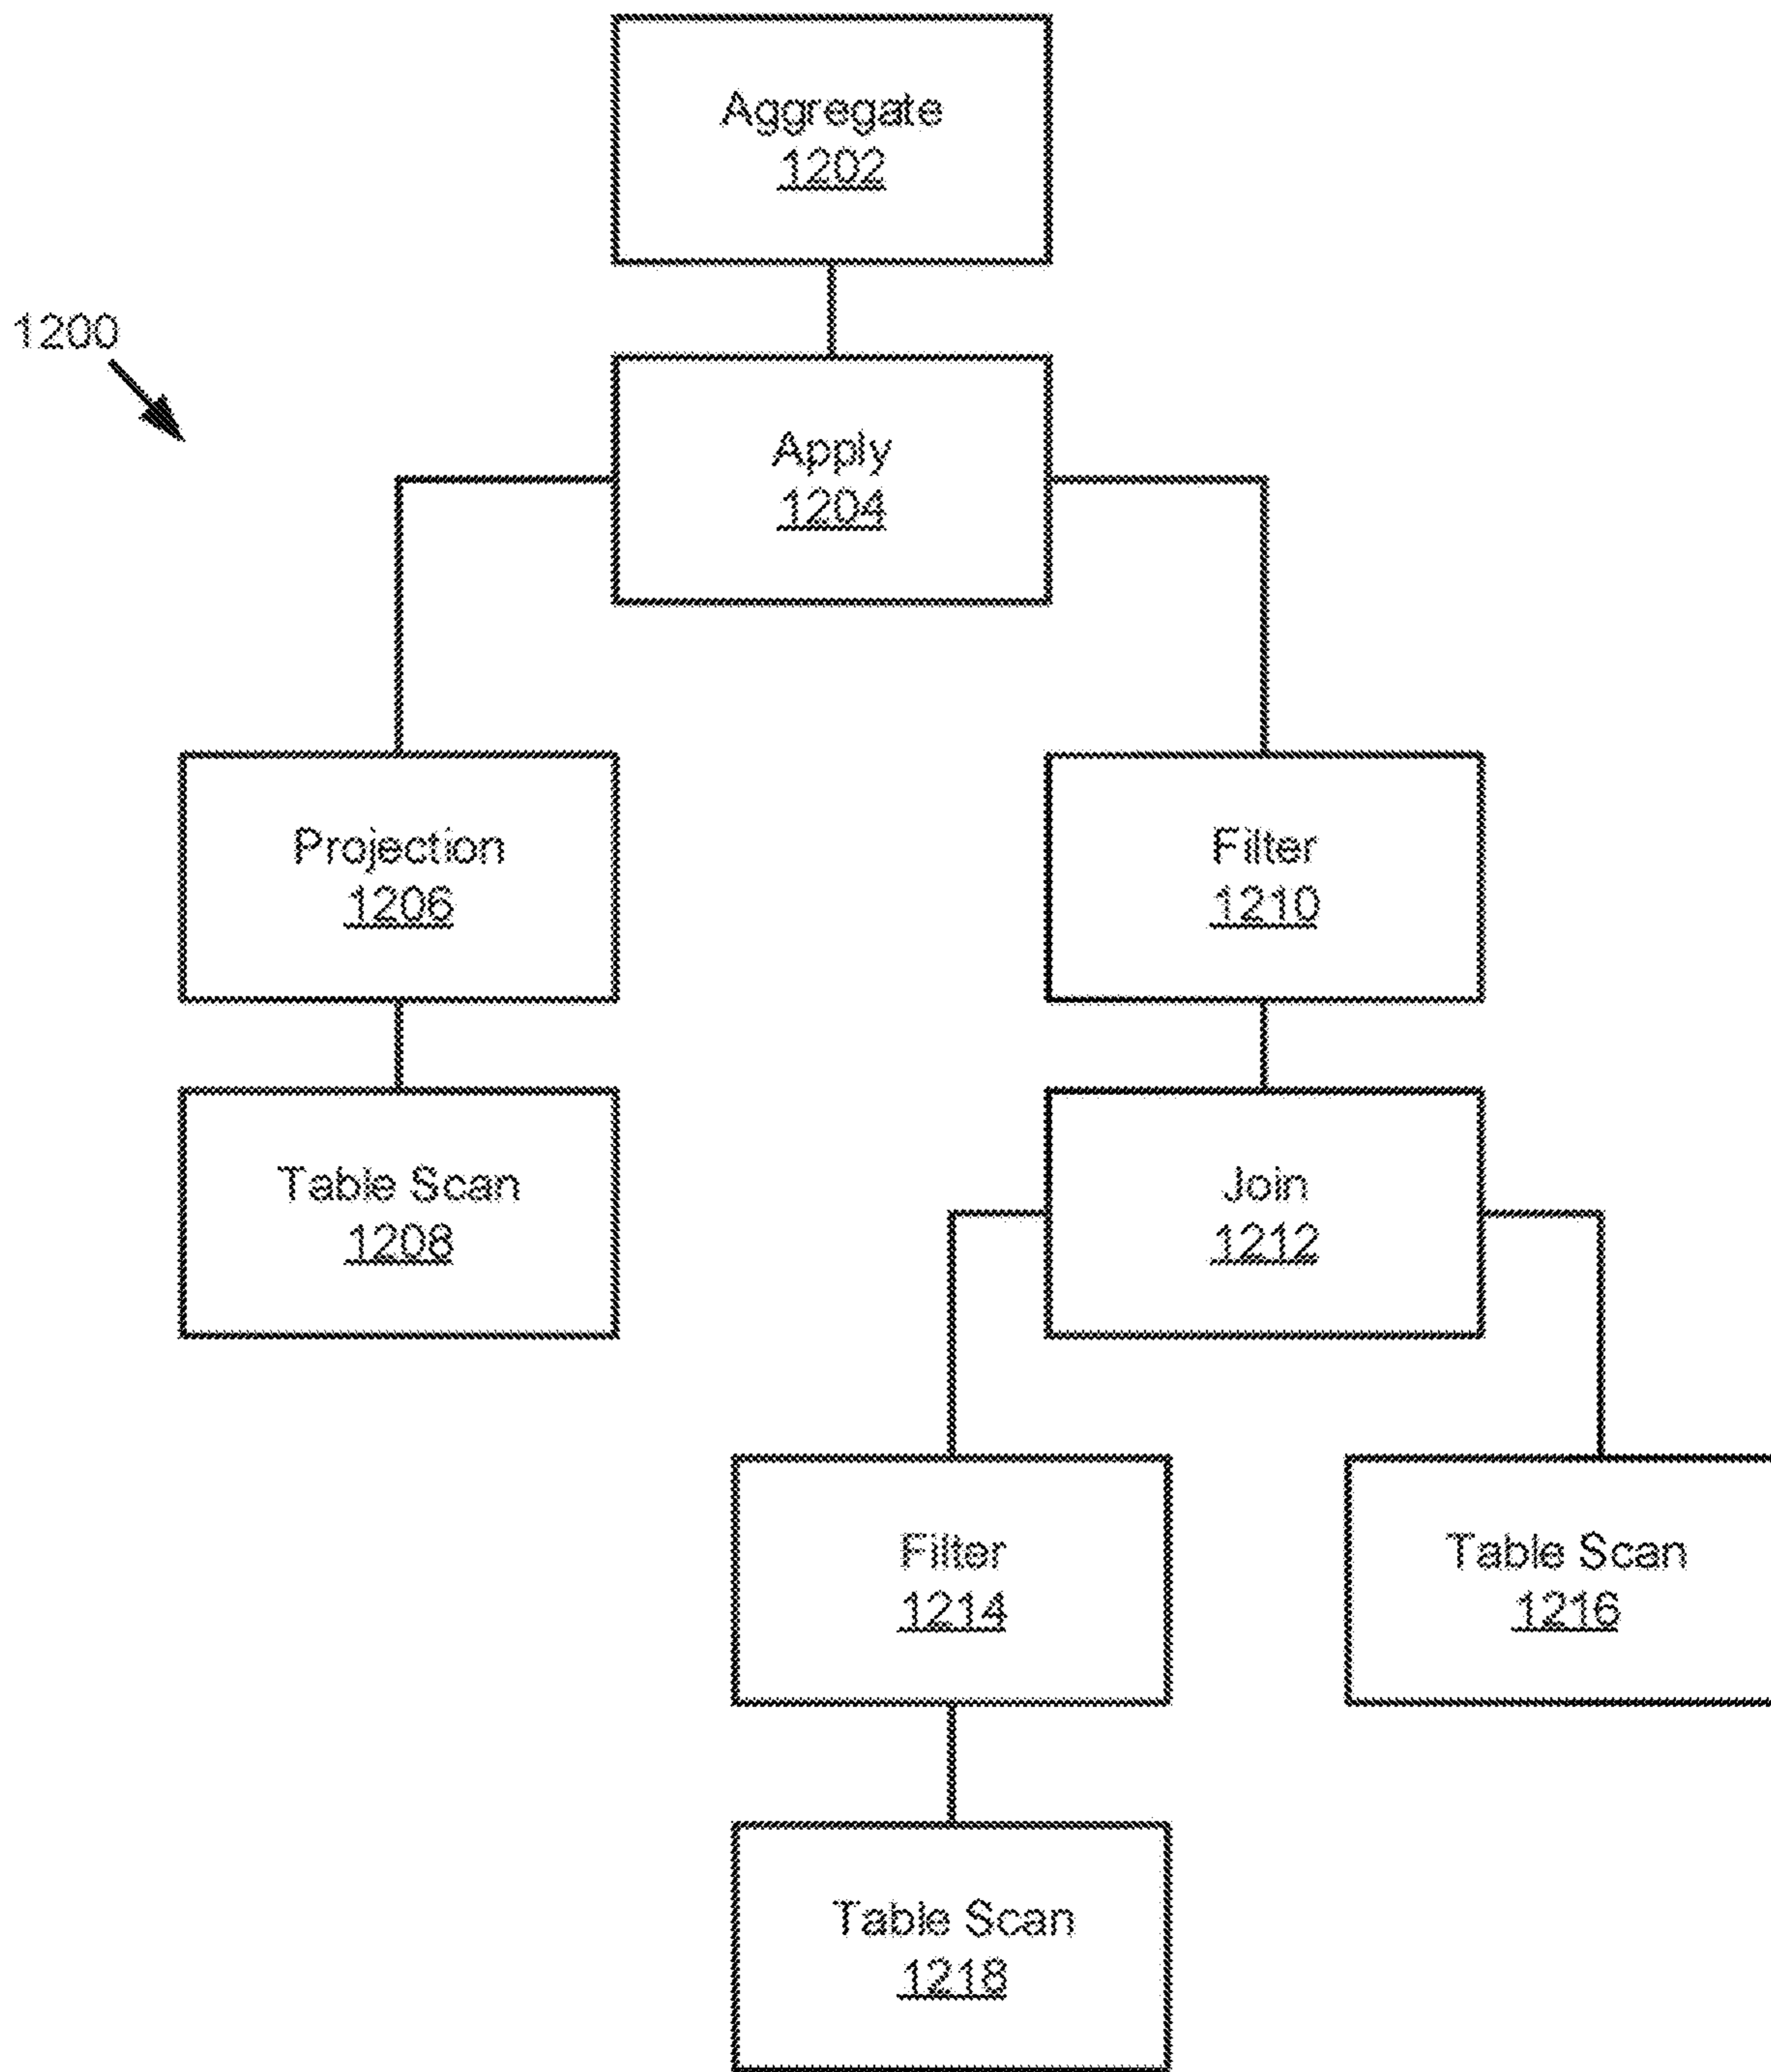 Aggregate
1202
1200
Apply
1204
Projection
1206
Filter
1210
Table Scan
1208
Join
1212
Filter
1214
Table Scan
1216
Table Scan
1218